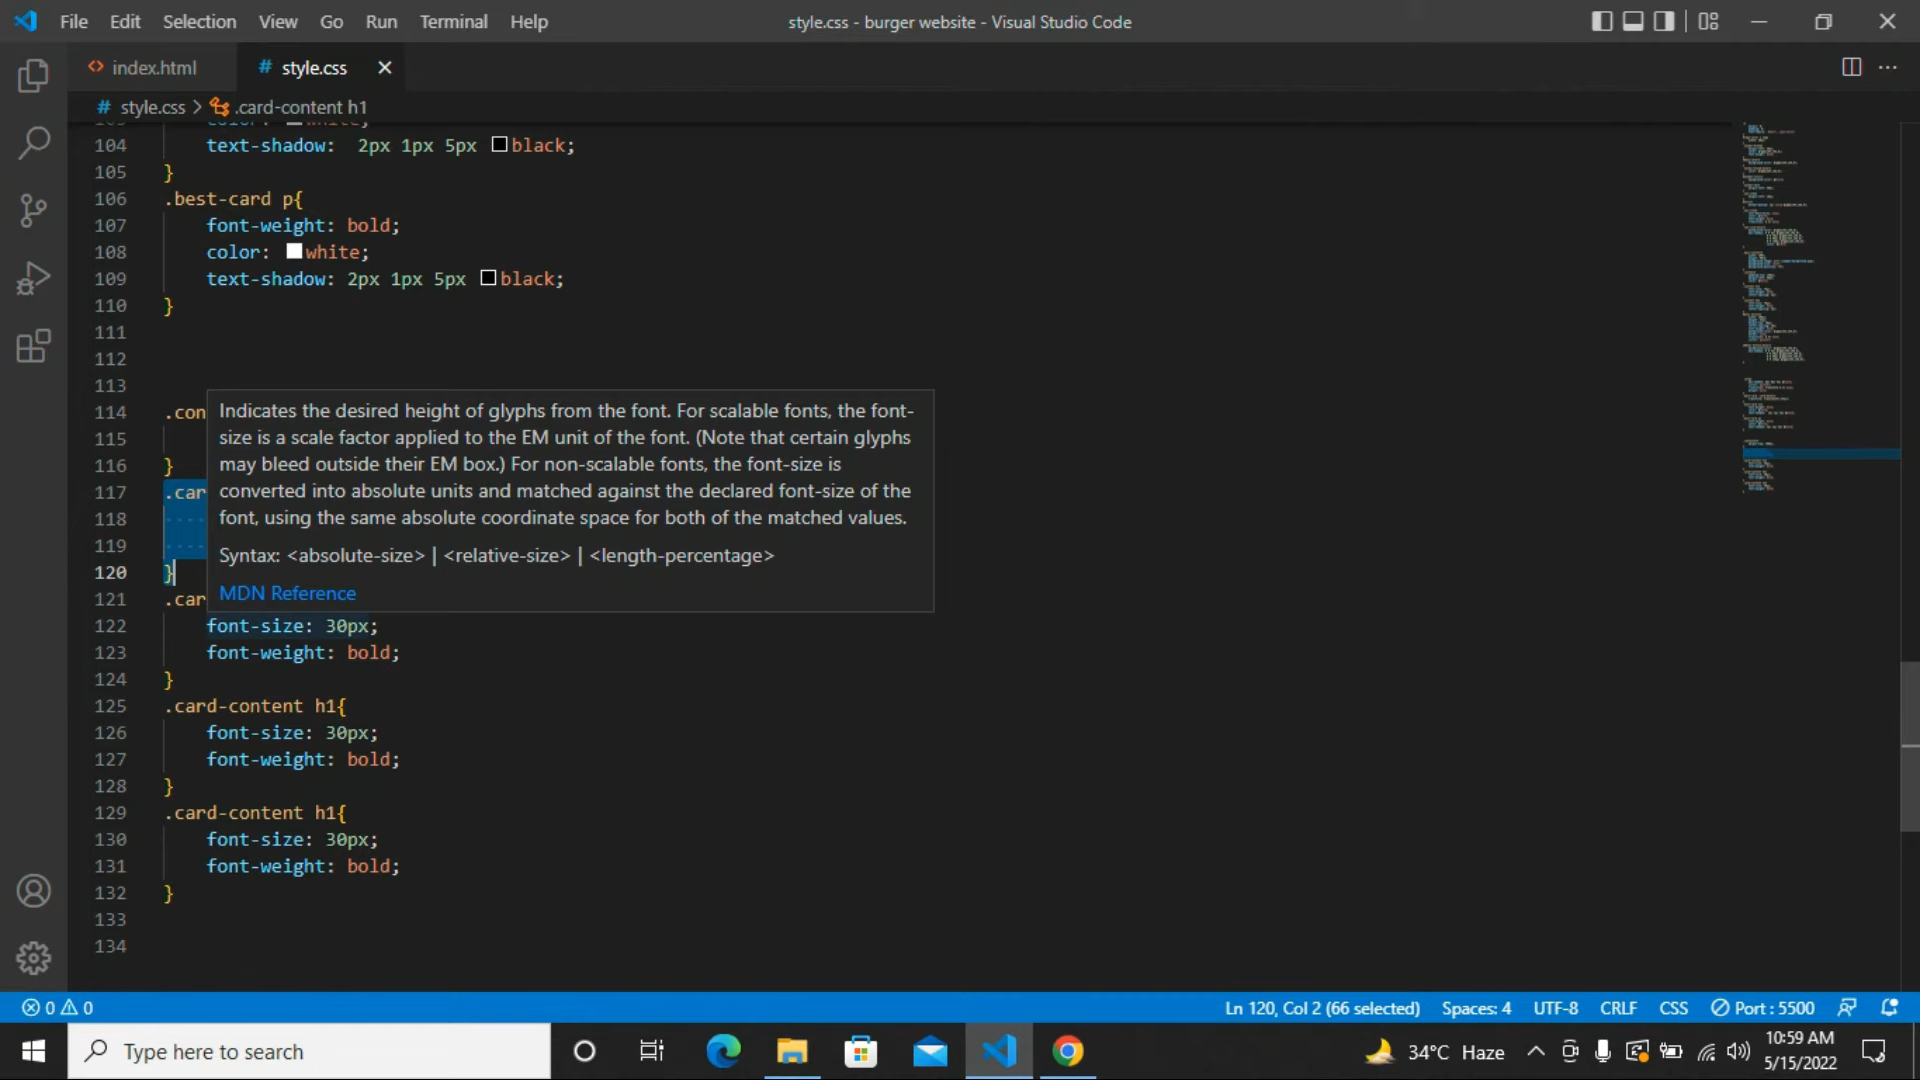 File Edit Selection View Go Run Terminal Help
style.css - burger website - Visual Studio Code
index.html
# style.css
# style.css > .card-content h1
104 text-shadow: 2px 1px 5px black;
105 }
106 .best-card p{
107 font-weight: bold;
108 color: white;
109 text-shadow: 2px 1px 5px black;
110 }
111
112
113
114 .con
115
116 }
117 .car
118
119
120 }
121 .car
Indicates the desired height of glyphs from the font. For scalable fonts, the font-
size is a scale factor applied to the EM unit of the font. (Note that certain glyphs
may bleed outside their EM box.) For non-scalable fonts, the font-size is
converted into absolute units and matched against the declared font-size of the
font, using the same absolute coordinate space for both of the matched values.
Syntax: <absolute-size> | <relative-size> | <length-percentage>
MDN Reference
122 font-size: 30px;
123 font-weight: bold;
124 }
125 .card-content h1{
126 font-size: 30px;
127 font-weight: bold;
128 }
129 .card-content h1{
130 font-size: 30px;
131 font-weight: bold;
132 }
133
134
0 0
Ln 120, Col 2 (66 selected) Spaces: 4 UTF-8 CRLF CSS Port : 5500
Type here to search
34°C Haze
10:59 AM
5/15/2022